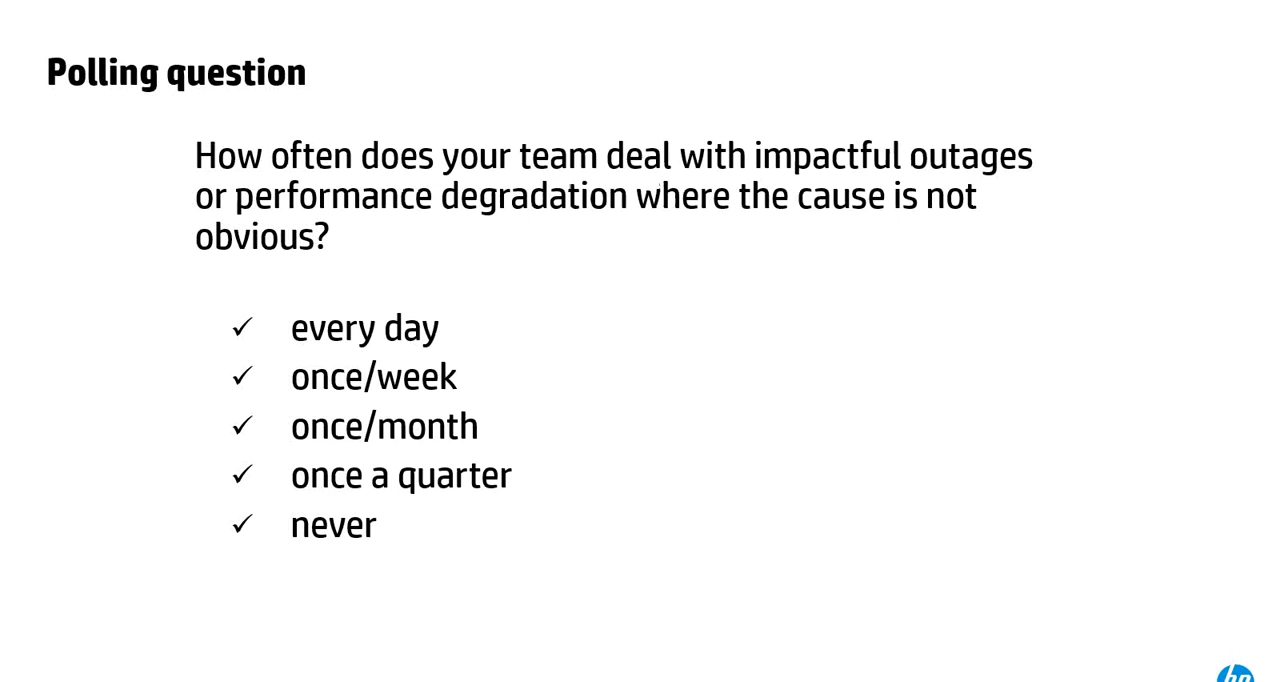 Polling question
How often does your team deal with impactful outages
or performance degradation where the cause is not
obvious?
✓ every day
✓ once/week
✓ once/month
✓ once a quarter
✓ never
hp